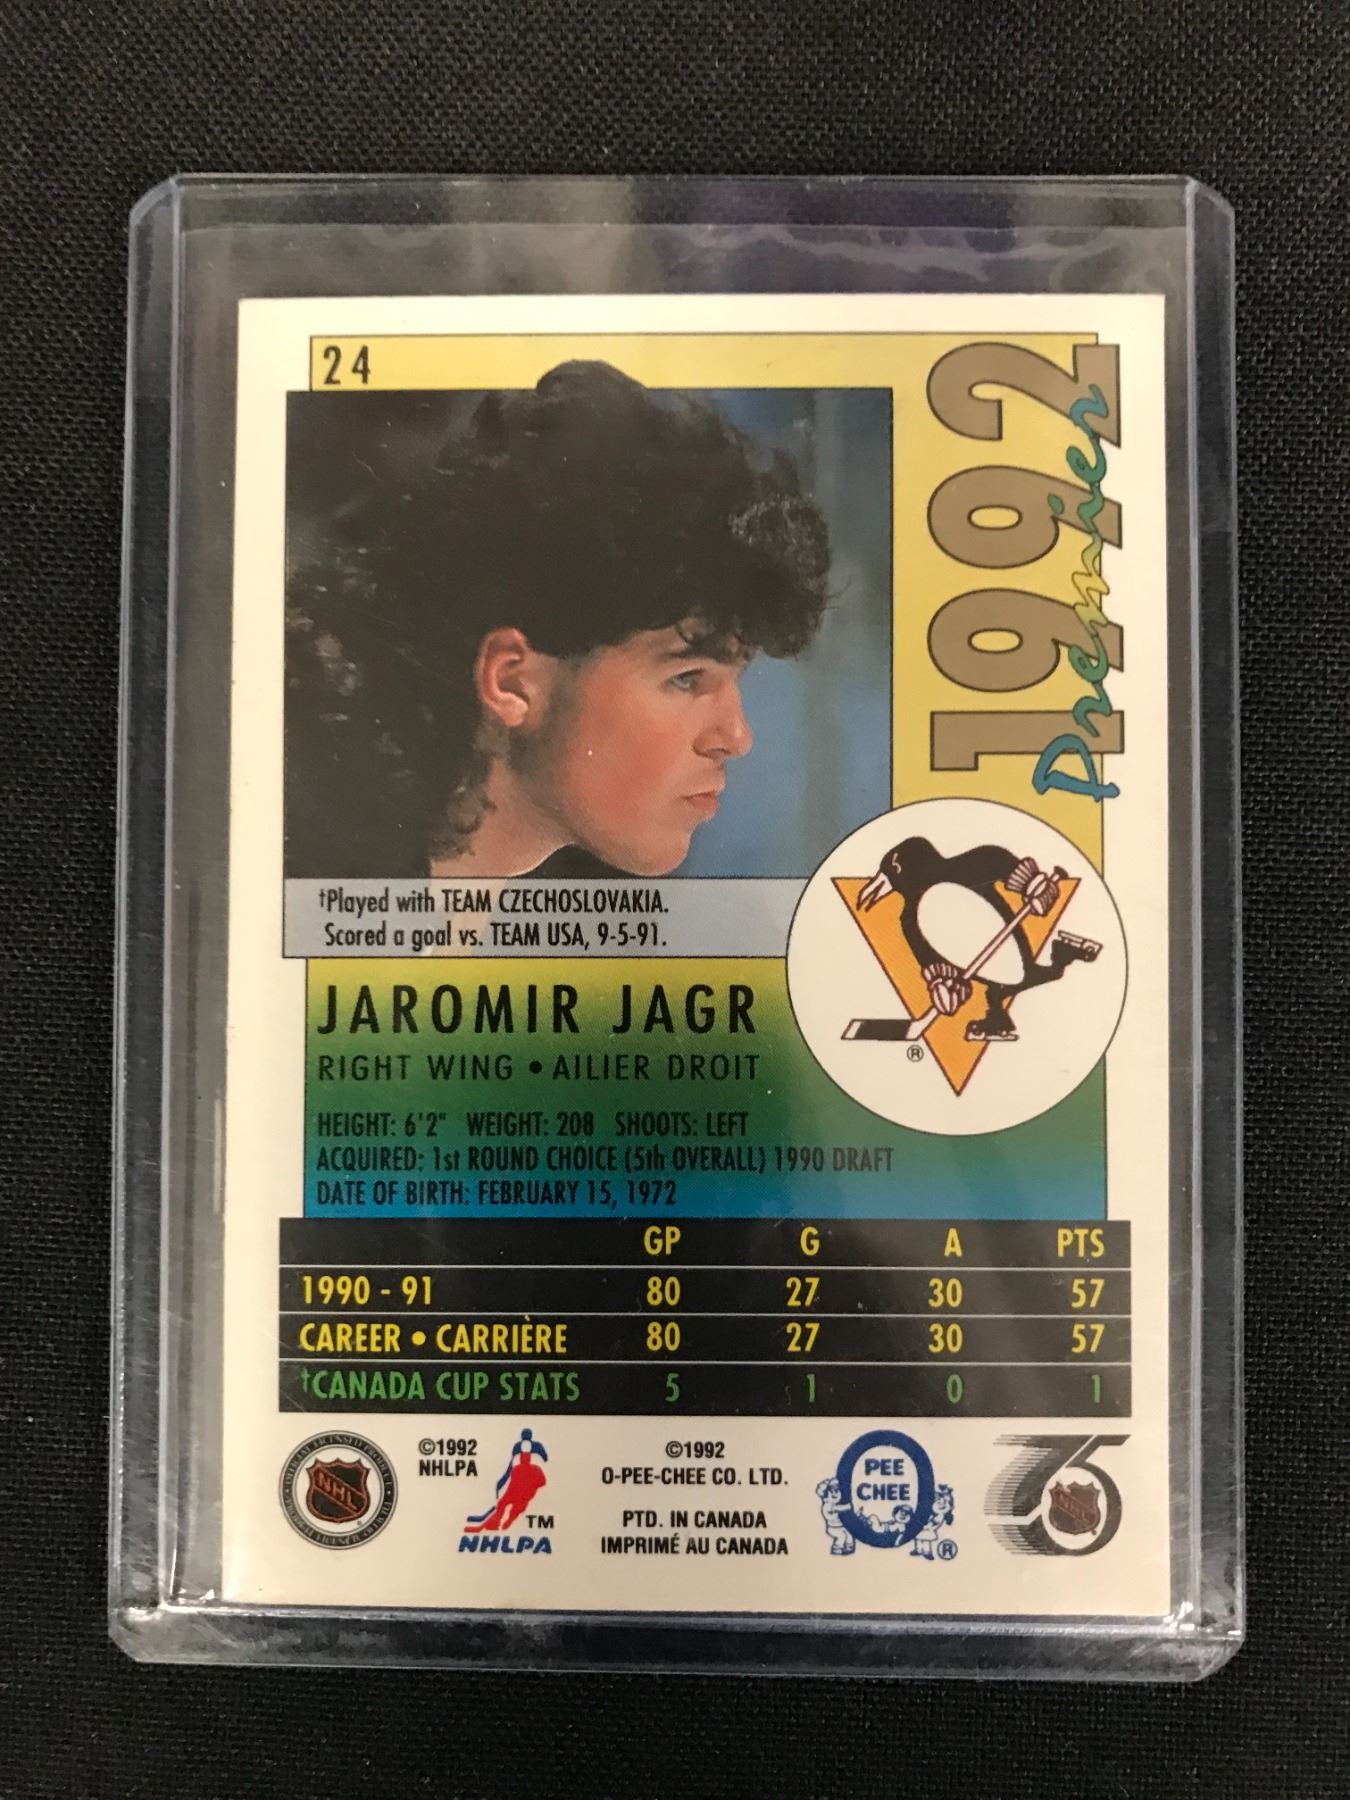 24
1992
Premier
†Played with TEAM CZECHOSLOVAKIA.
Scored a goal vs. TEAM USA, 9-5-91.
JAROMIR JAGR
RIGHT WING • AILIER DROIT
®
HEIGHT: 6'2" WEIGHT: 208 SHOOTS: LEFT
ACQUIRED: 1st ROUND CHOICE (5th OVERALL) 1990 DRAFT
DATE OF BIRTH: FEBRUARY 15, 1972
GP G A PTS
1990 - 91 80 27 30 57
CAREER • CARRIÈRE 80 27 30 57
†CANADA CUP STATS 5 1 0 1
NHL
©1992
NHLPA
TM
NHLPA
©1992
O-PEE-CHEE CO. LTD.
PTD. IN CANADA
IMPRIMÉ AU CANADA
O
PEE
CHEE
®
75
NHL